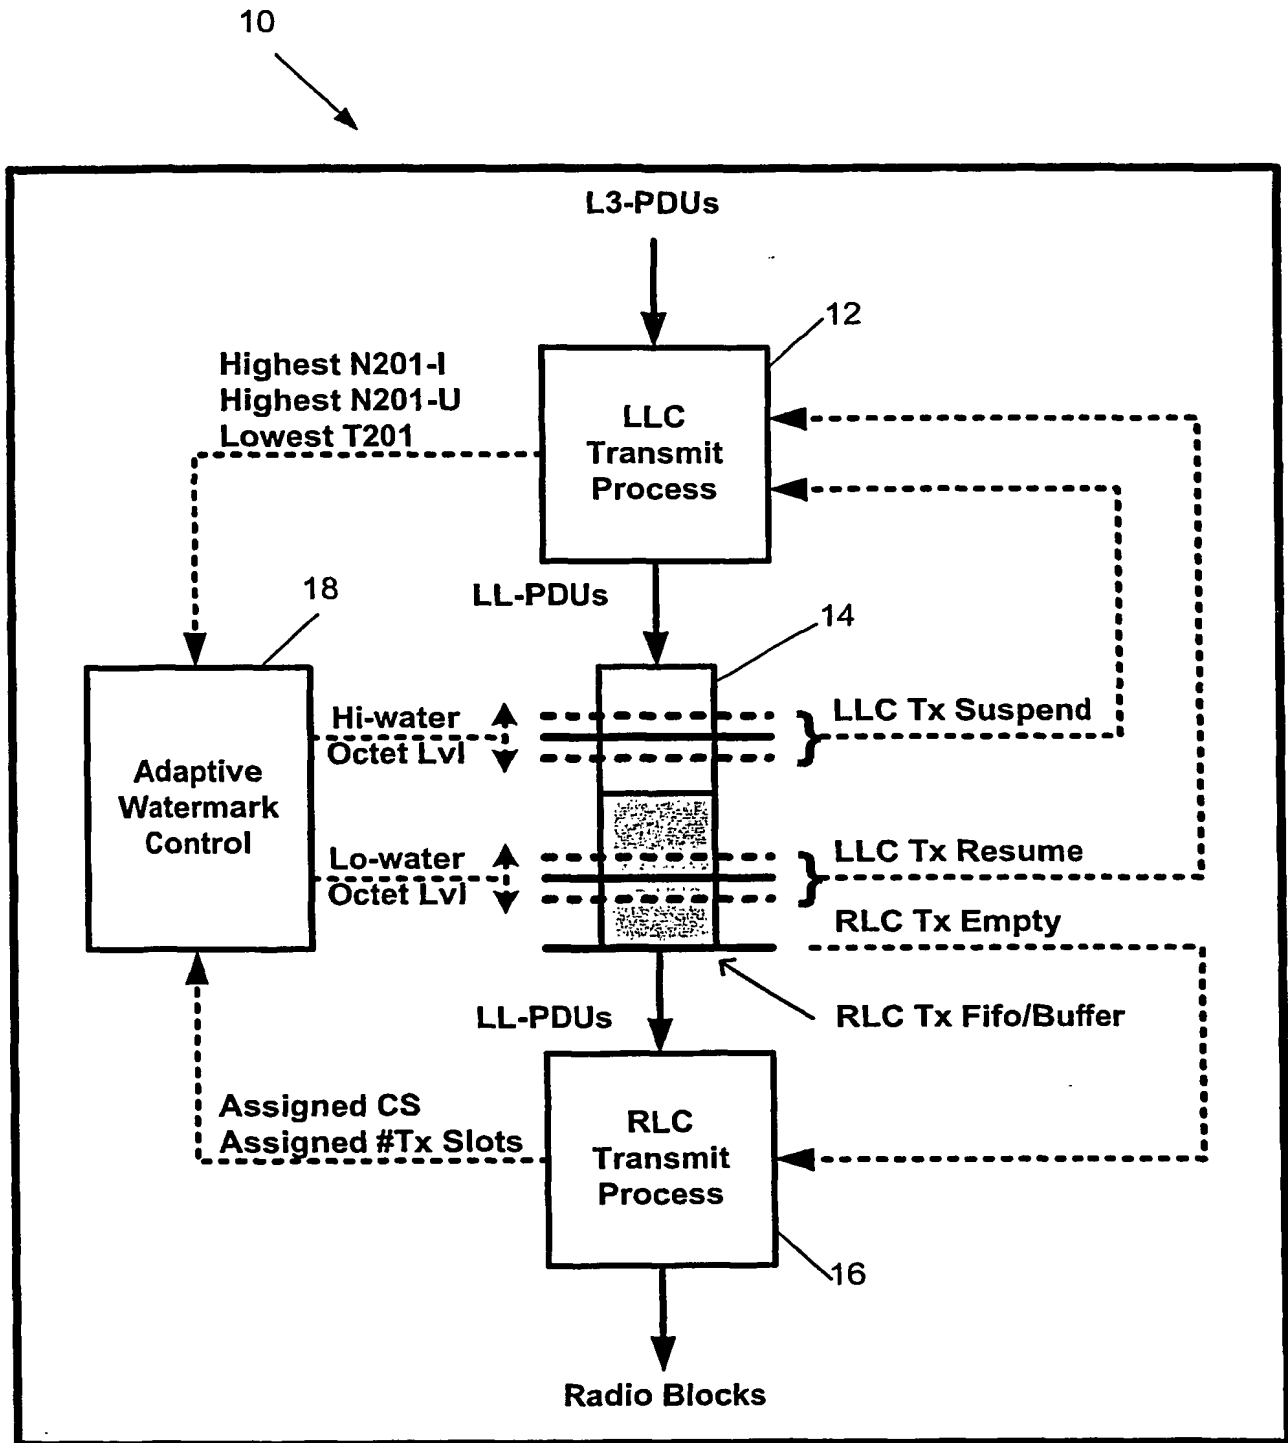 10
L3-PDUs
12
Highest N201-I
Highest N201-U
Lowest T201
LLC
Transmit
Process
LL-PDUs
18
14
Hi-water
Octet Lvl
LLC Tx Suspend
Adaptive
Watermark
Control
Lo-water
Octet Lvl
LLC Tx Resume
RLC Tx Empty
LL-PDUs
RLC Tx Fifo/Buffer
Assigned CS
Assigned #Tx Slots
RLC
Transmit
Process
16
Radio Blocks